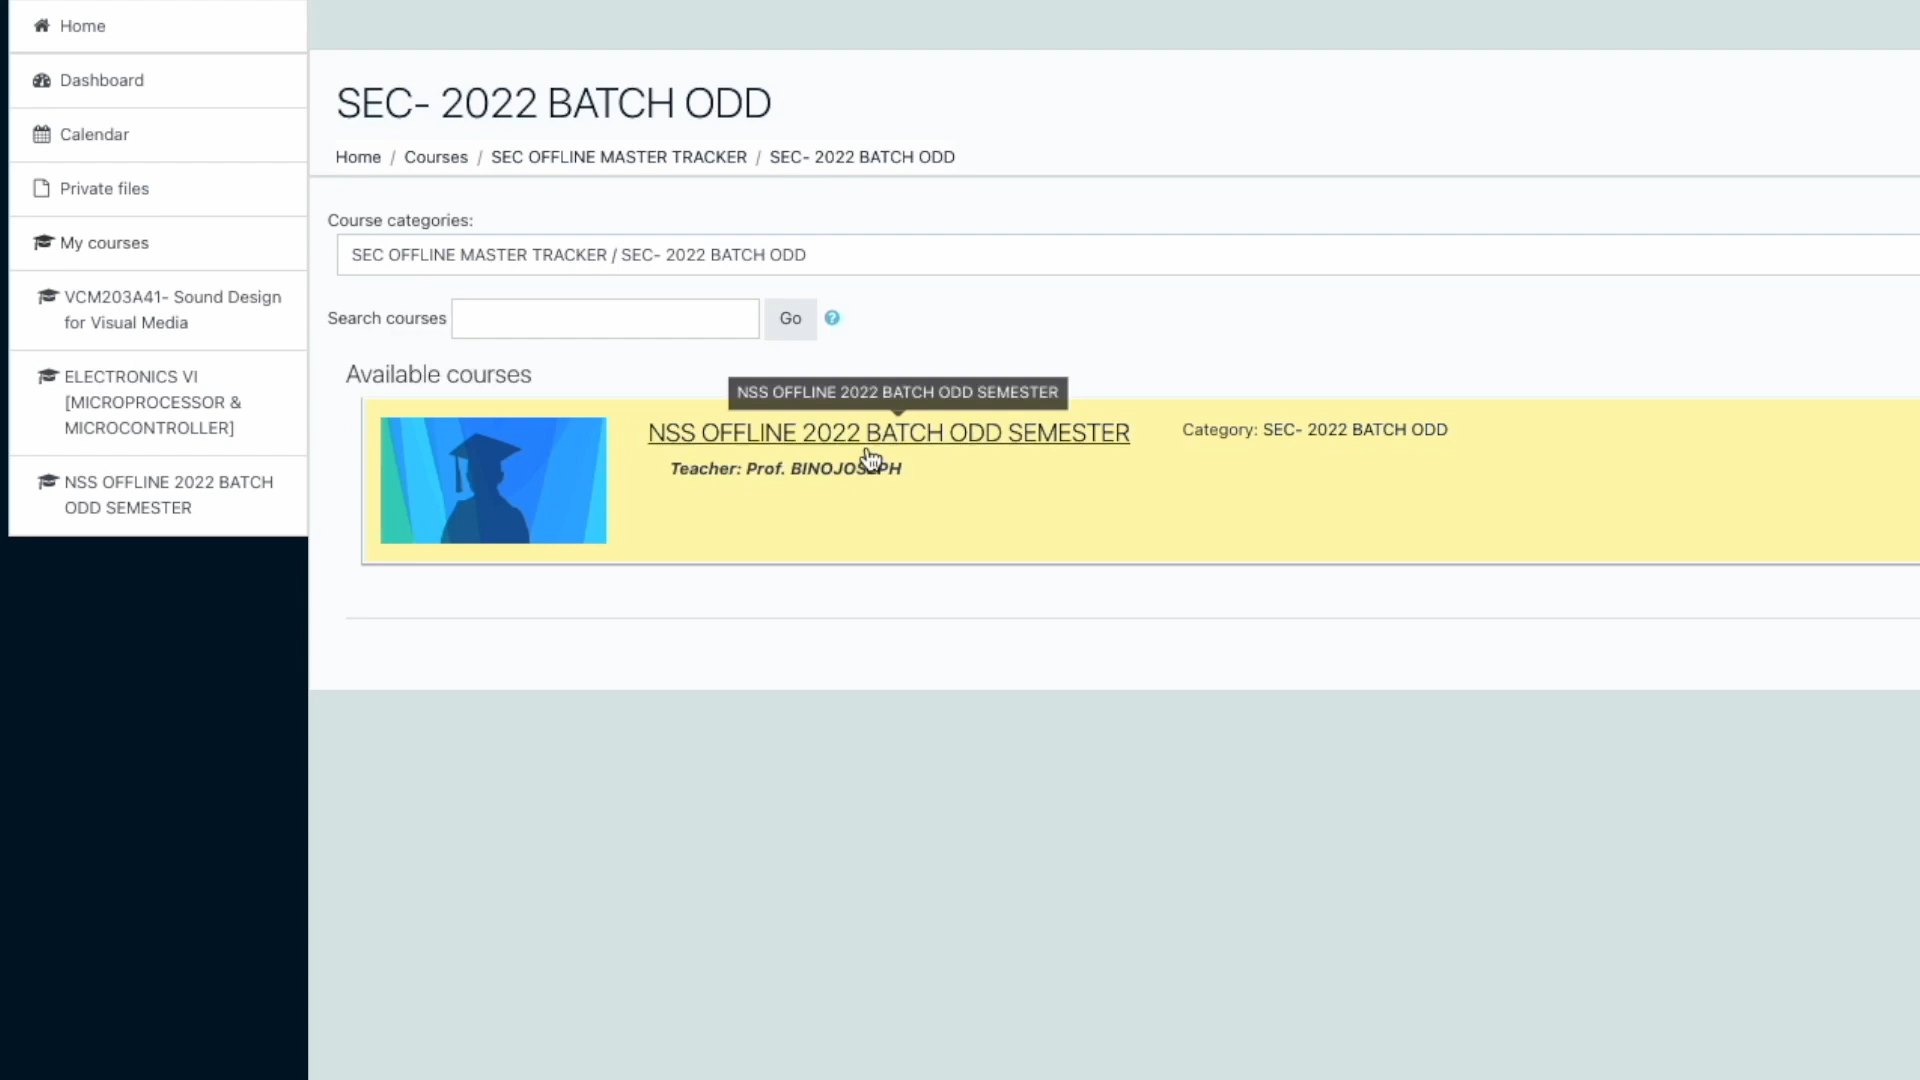 Home
Dashboard
Calendar
Private files
My courses
VCM203A41- Sound Design
for Visual Media
ELECTRONICS VI
[MICROPROCESSOR &
MICROCONTROLLER]
NSS OFFLINE 2022 BATCH
ODD SEMESTER
SEC- 2022 BATCH ODD
Home / Courses / SEC OFFLINE MASTER TRACKER / SEC- 2022 BATCH ODD
Course categories:
SEC OFFLINE MASTER TRACKER / SEC- 2022 BATCH ODD
Search courses Go ?
Available courses
NSS OFFLINE 2022 BATCH ODD SEMESTER
NSS OFFLINE 2022 BATCH ODD SEMESTER
Category: SEC- 2022 BATCH ODD
Teacher: Prof. BINOJOSEPH